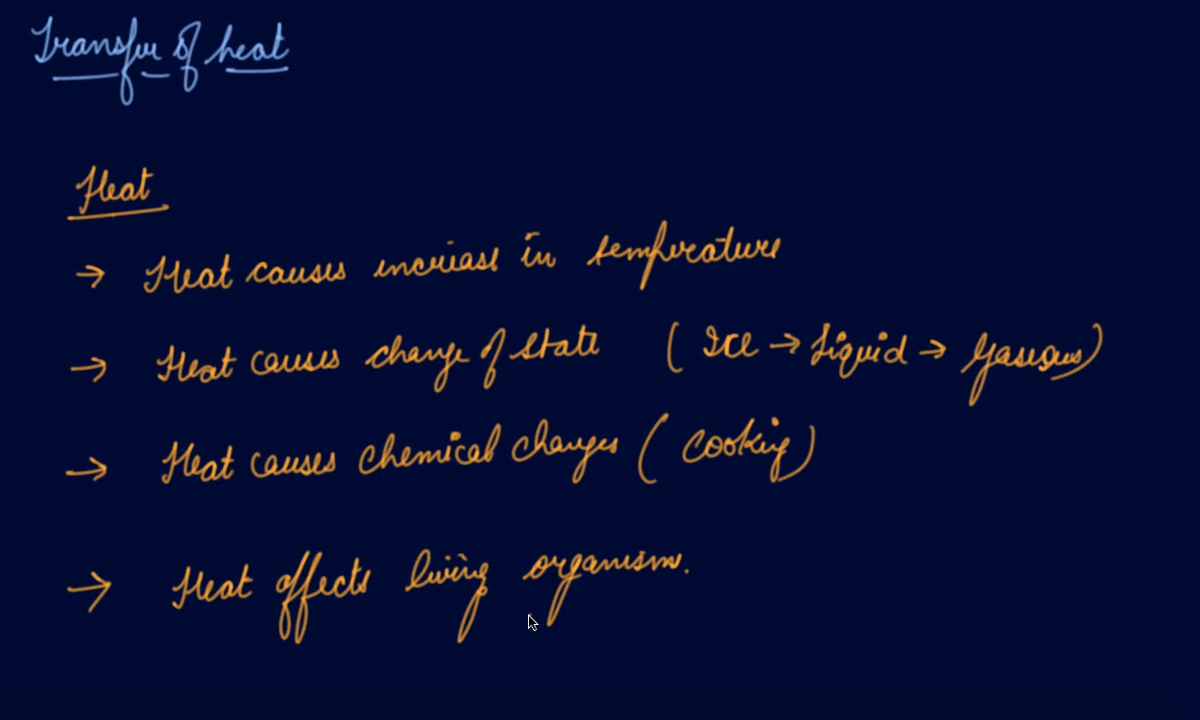 Transfer of heat
Heat
→ Heat causes increase in temperature
→ Heat causes change of state (Ice → Liquid → Gaseous)
→ Heat causes chemical changes (Cooking)
→ Heat affects living organism.